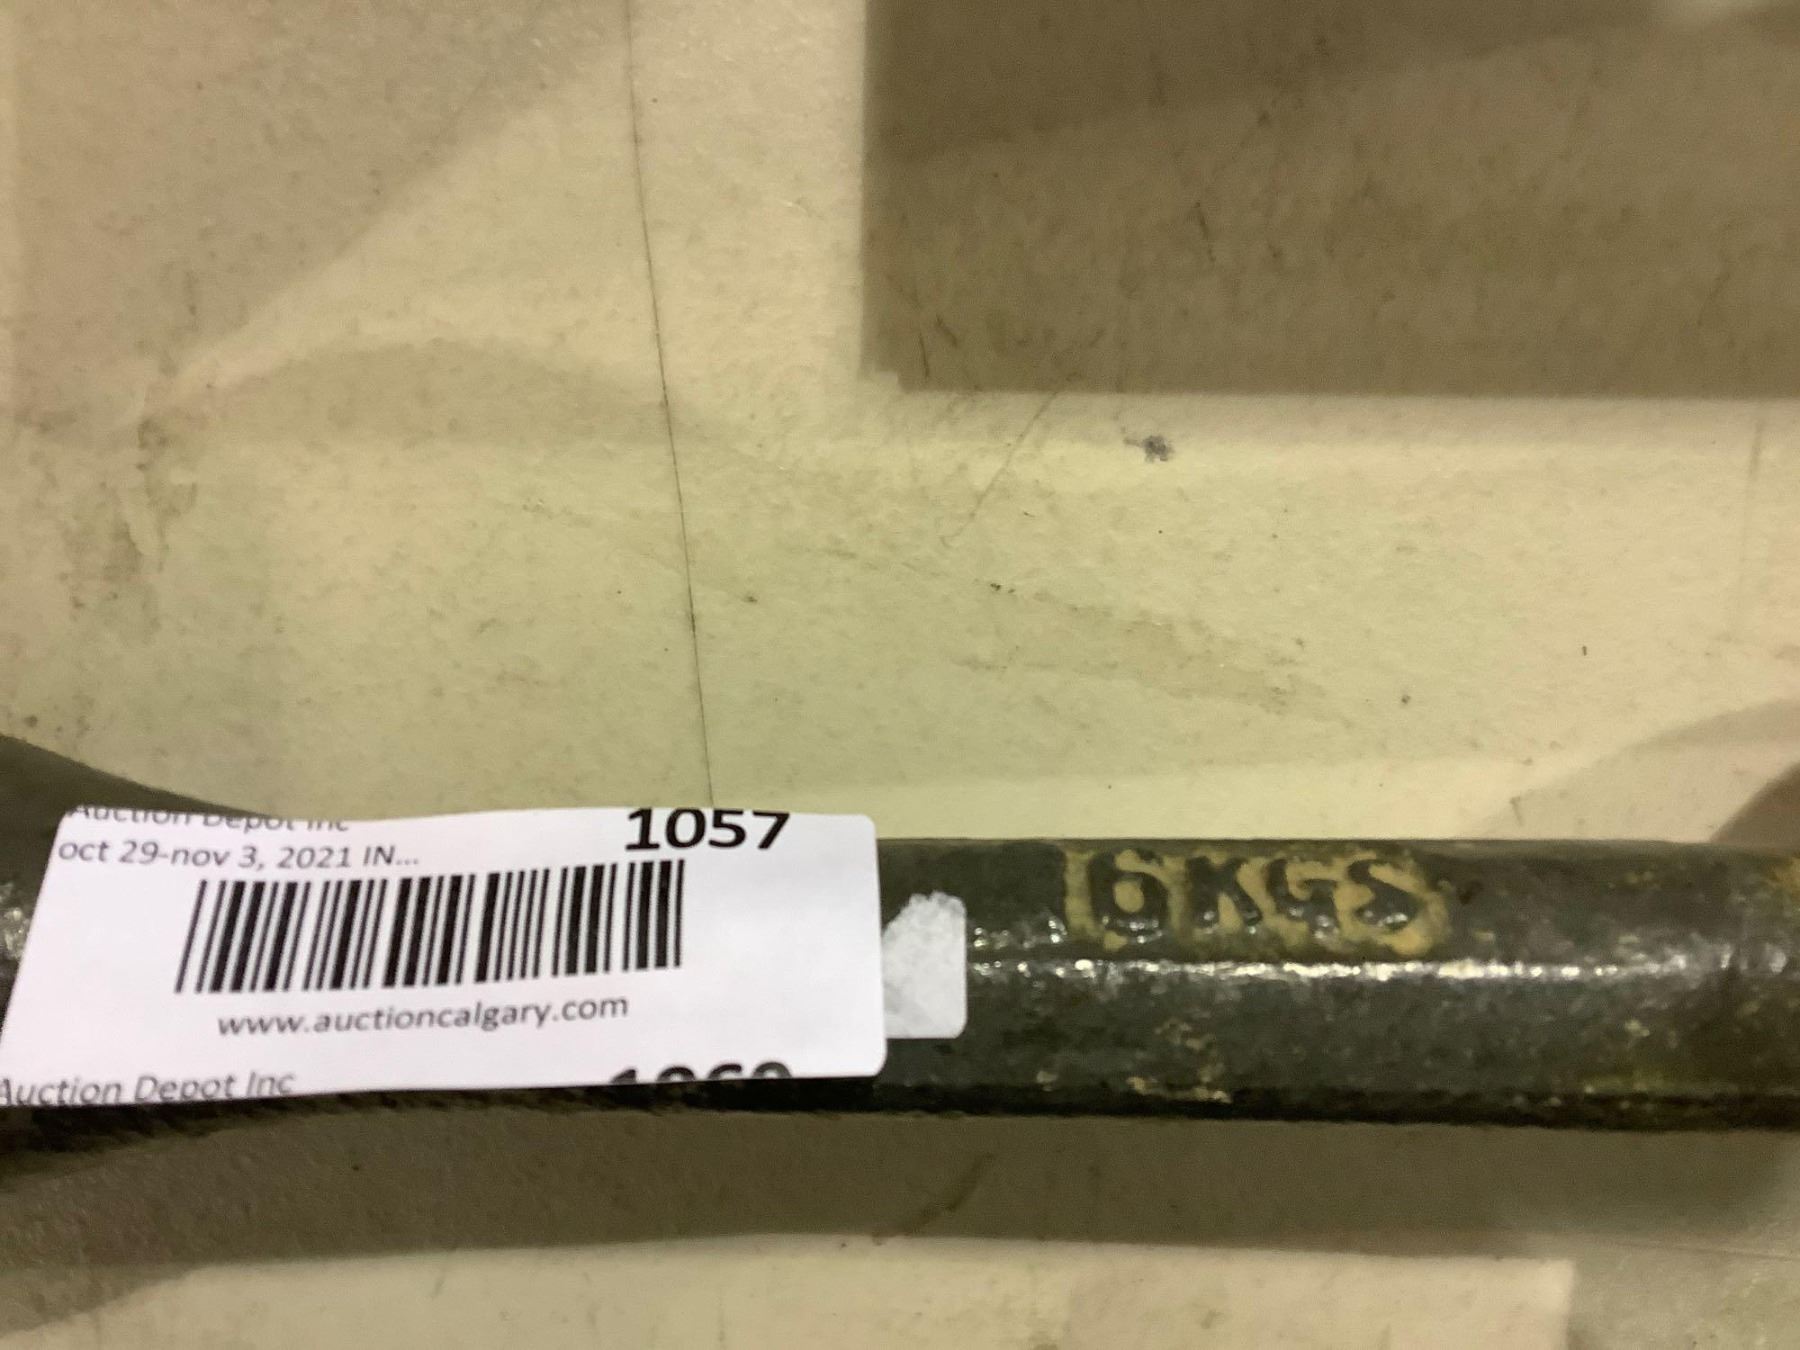 Auction Depot Inc
1057
oct 29-nov 3, 2021 IN...
www.auctioncalgary.com
Auction Depot Inc
6KGS